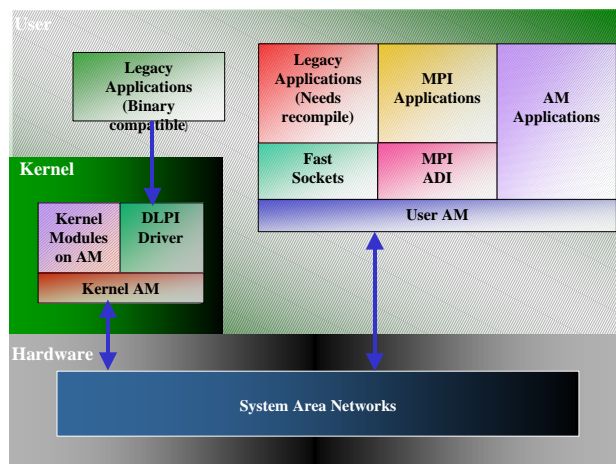 User
Legacy
Applications
(Binary
compatible)
Legacy
Applications
(Needs
recompile)
MPI
Applications
AM
Applications
Fast
Sockets
MPI
ADI
User AM
Kernel
Kernel
Modules
on AM
DLPI
Driver
Kernel AM
Hardware
System Area Networks